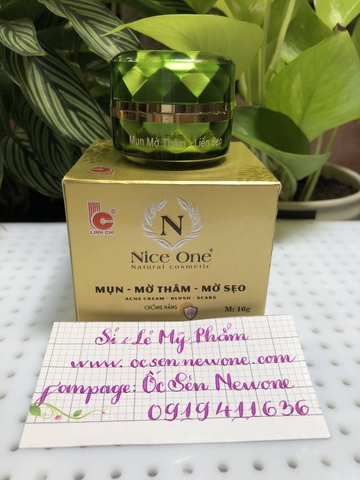 Mụn Mờ Thâm - Liền Sẹo
LINH CHI
N
Nice One®
Natural cosmetic
MỤN - MỜ THÂM - MỜ SẸO
ACNE CREAM - BLUSH - SCARS
CHỐNG NẮNG
M: 10g
Sỉ & Lẻ Mỹ Phẩm
www.ocsennewone.com
Fanpage: Ốc Sên Newone
0919411636